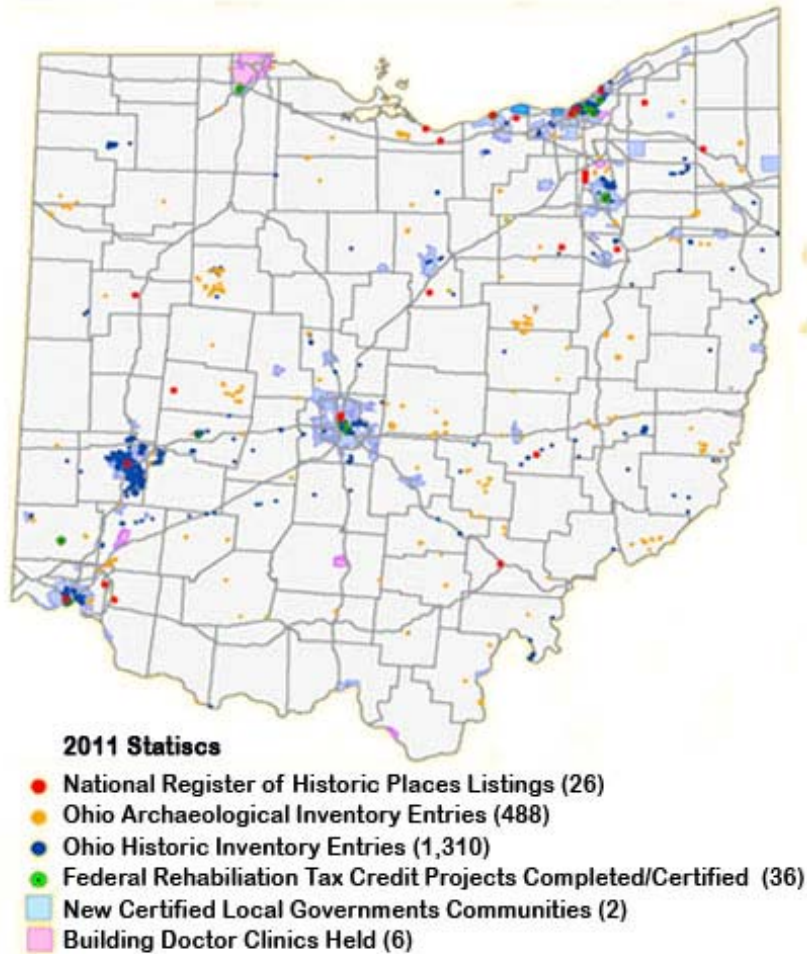 2011 Statiscs
National Register of Historic Places Listings (26)
Ohio Archaeological Inventory Entries (488)
Ohio Historic Inventory Entries (1,310)
Federal Rehabiliation Tax Credit Projects Completed/Certified (36)
New Certified Local Governments Communities (2)
Building Doctor Clinics Held (6)